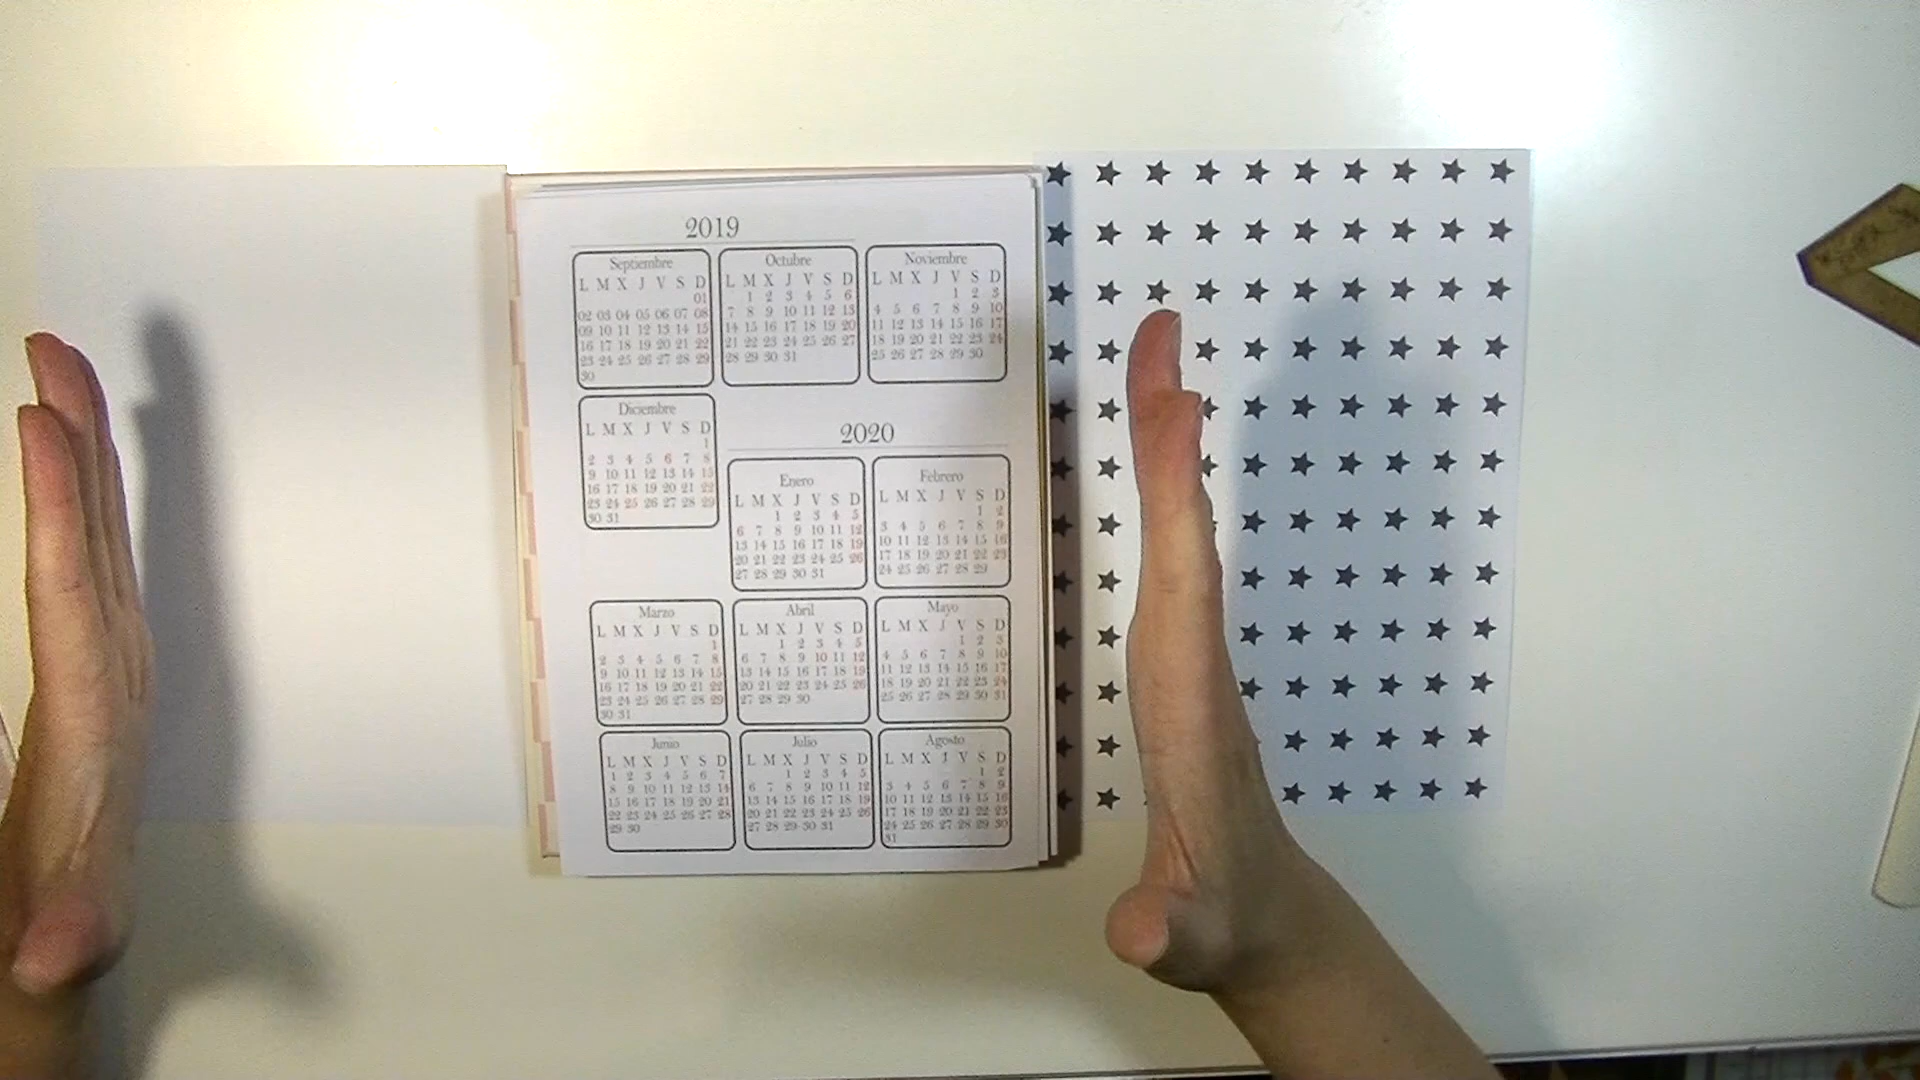 2019
Septiembre
L M X J V S D
01
02 03 04 05 06 07 08
09 10 11 12 13 14 15
16 17 18 19 20 21 22
23 24 25 26 27 28 29
30
Octubre
L M X J V S D
1 2 3 4 5 6
7 8 9 10 11 12 13
14 15 16 17 18 19 20
21 22 23 24 25 26 27
28 29 30 31
Noviembre
L M X J V S D
1 2 3
4 5 6 7 8 9 10
11 12 13 14 15 16 17
18 19 20 21 22 23 24
25 26 27 28 29 30
Diciembre
L M X J V S D
1
2 3 4 5 6 7 8
9 10 11 12 13 14 15
16 17 18 19 20 21 22
23 24 25 26 27 28 29
30 31
2020
Enero
L M X J V S D
1 2 3 4 5
6 7 8 9 10 11 12
13 14 15 16 17 18 19
20 21 22 23 24 25 26
27 28 29 30 31
Febrero
L M X J V S D
1 2
3 4 5 6 7 8 9
10 11 12 13 14 15 16
17 18 19 20 21 22 23
24 25 26 27 28 29
Marzo
L M X J V S D
1
2 3 4 5 6 7 8
9 10 11 12 13 14 15
16 17 18 19 20 21 22
23 24 25 26 27 28 29
30 31
Abril
L M X J V S D
1 2 3 4 5
6 7 8 9 10 11 12
13 14 15 16 17 18 19
20 21 22 23 24 25 26
27 28 29 30
Mayo
L M X J V S D
1 2 3
4 5 6 7 8 9 10
11 12 13 14 15 16 17
18 19 20 21 22 23 24
25 26 27 28 29 30 31
Junio
L M X J V S D
1 2 3 4 5 6 7
8 9 10 11 12 13 14
15 16 17 18 19 20 21
22 23 24 25 26 27 28
29 30
Julio
L M X J V S D
1 2 3 4 5
6 7 8 9 10 11 12
13 14 15 16 17 18 19
20 21 22 23 24 25 26
27 28 29 30 31
Agosto
L M X J V S D
1 2
3 4 5 6 7 8 9
10 11 12 13 14 15 16
17 18 19 20 21 22 23
24 25 26 27 28 29 30
31